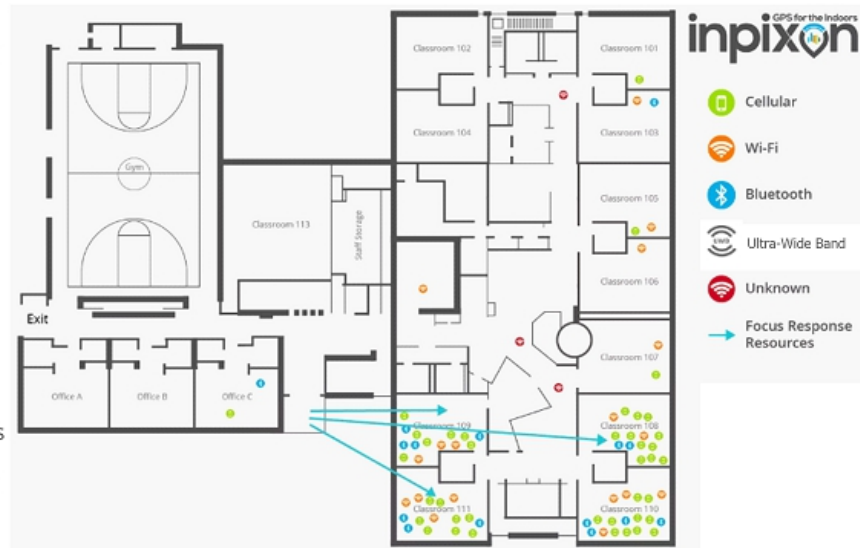 GPS for the Indoors
inpixon
Cellular
Wi-Fi
Bluetooth
Ultra-Wide Band
Unknown
Focus Response
Resources
Classroom 102
Classroom 101
Classroom 104
Classroom 103
Gym
Classroom 113
Staff Storage
Classroom 105
Classroom 106
Exit
Classroom 107
Office A
Office B
Office C
Classroom 109
Classroom 108
Classroom 111
Classroom 110
S